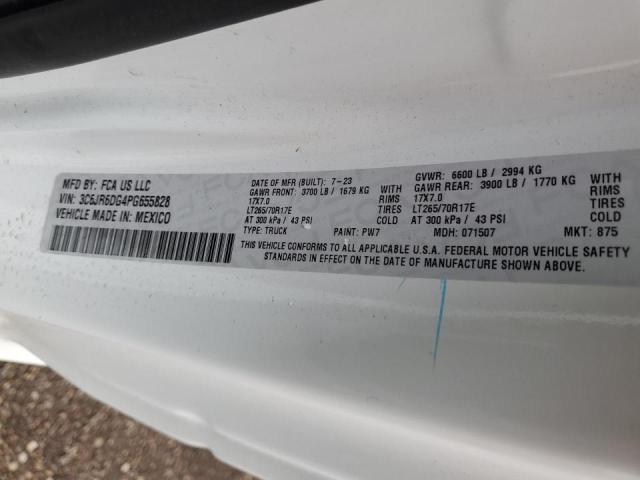 MFD BY: FCA US LLC
VIN: 3C6JR6DG4PG655828
VEHICLE MADE IN: MEXICO
DATE OF MFR (BUILT): 7-23
GAWR FRONT: 3700 LB / 1679 KG
17X7.0 RIMS
LT265/70R17E TIRES
AT 300 kPa / 43 PSI COLD
TYPE: TRUCK PAINT: PW7
GVWR: 6600 LB / 2994 KG
GAWR REAR: 3900 LB / 1770 KG
17X7.0 RIMS
LT265/70R17E TIRES
AT 300 kPa / 43 PSI COLD
MDH: 071507 MKT: 875
THIS VEHICLE CONFORMS TO ALL APPLICABLE U.S.A. FEDERAL MOTOR VEHICLE SAFETY
STANDARDS IN EFFECT ON THE DATE OF MANUFACTURE SHOWN ABOVE.